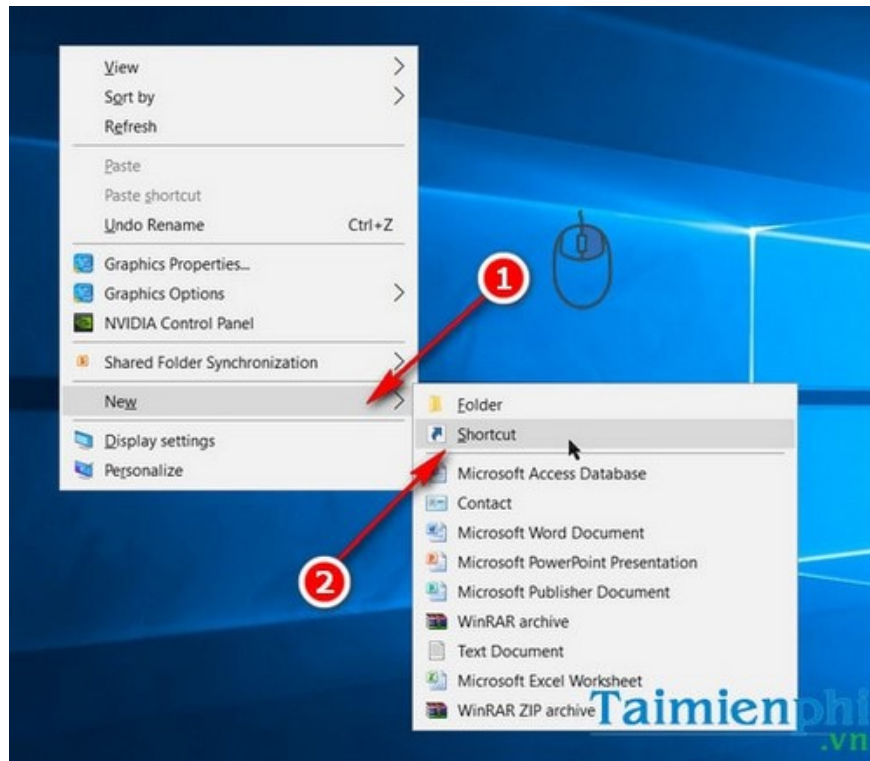 View
Sort by
Refresh
Paste
Paste shortcut
Undo Rename Ctrl+Z
Graphics Properties...
Graphics Options
NVIDIA Control Panel
Shared Folder Synchronization
New
Display settings
Personalize
1
2
Folder
Shortcut
Microsoft Access Database
Contact
Microsoft Word Document
Microsoft PowerPoint Presentation
Microsoft Publisher Document
WinRAR archive
Text Document
Microsoft Excel Worksheet
WinRAR ZIP archive
Taimienphi
.vn